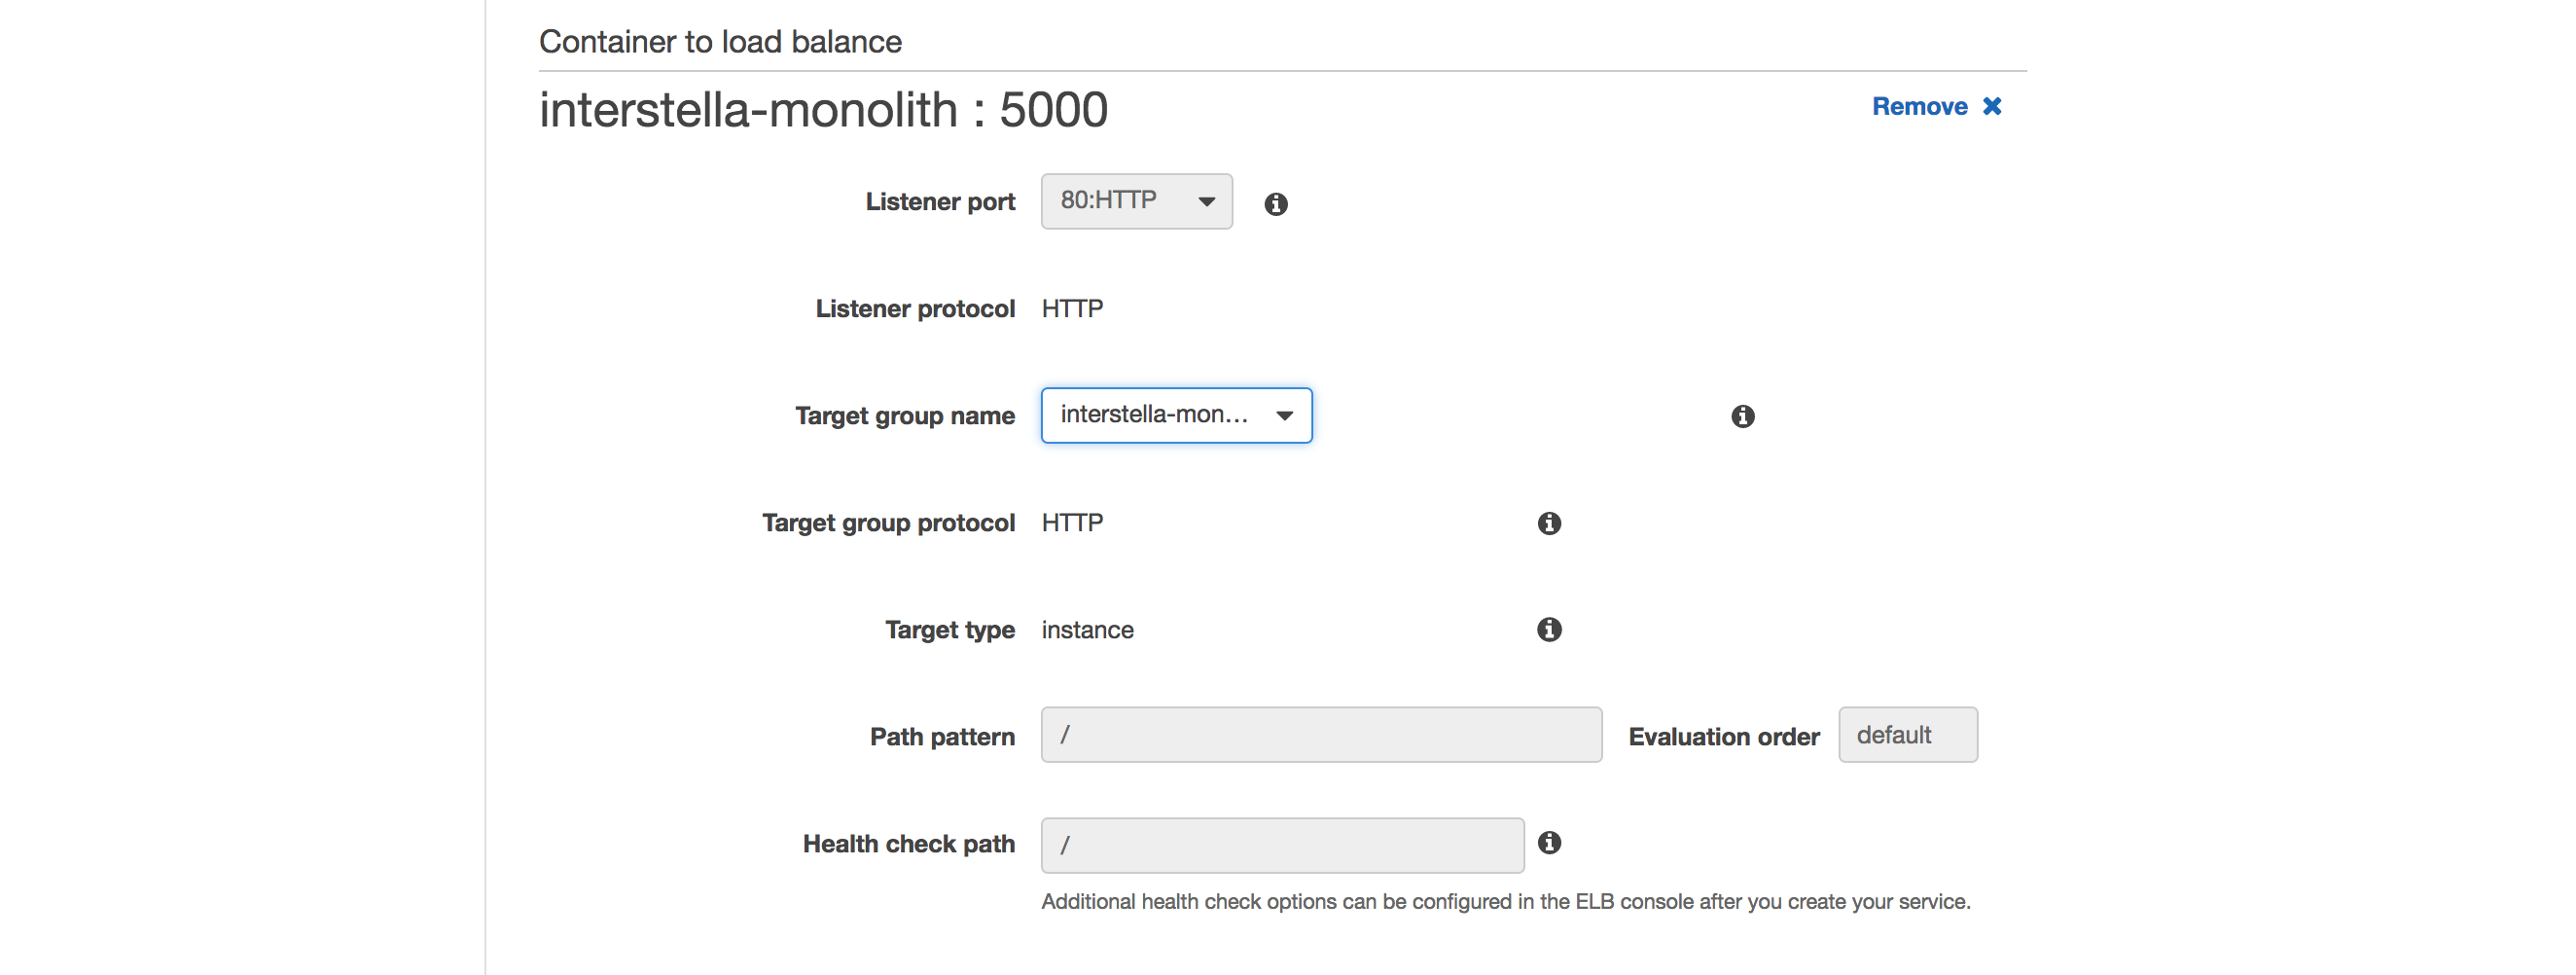 Container to load balance
interstella-monolith : 5000
Remove
Listener port 80:HTTP
Listener protocol HTTP
Target group name interstella-mon...
Target group protocol HTTP
Target type instance
Path pattern / Evaluation order default
Health check path /
Additional health check options can be configured in the ELB console after you create your service.